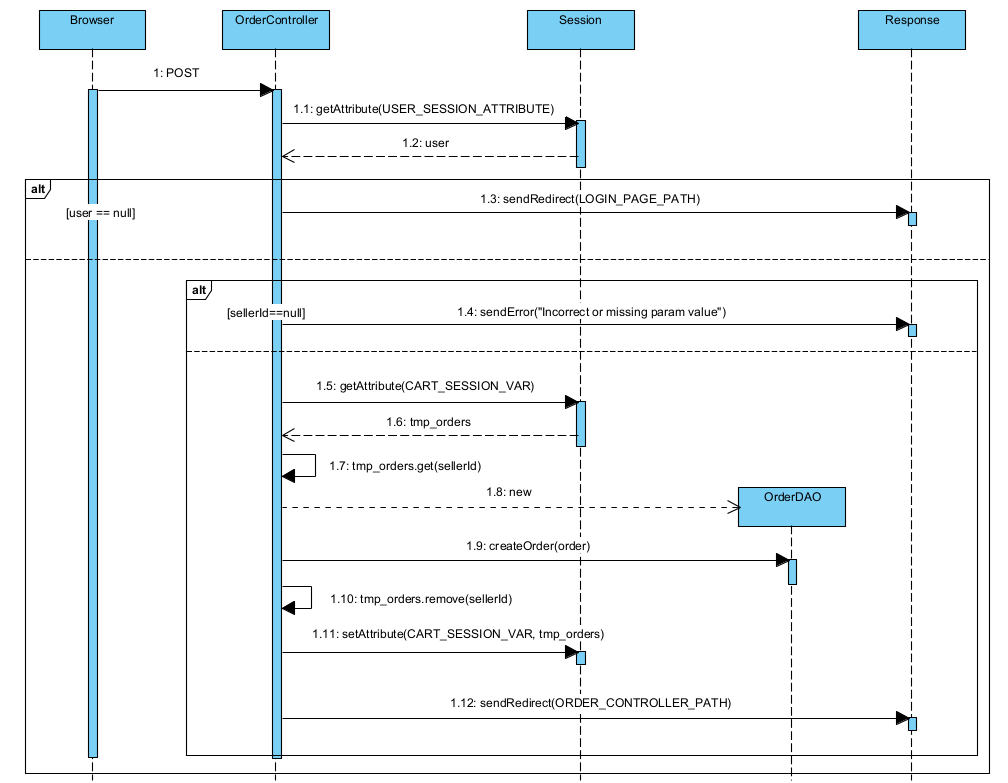 Browser
OrderController
Session
Response
1: POST
1.1: getAttribute(USER_SESSION_ATTRIBUTE)
1.2: user
alt
[user == null]
1.3: sendRedirect(LOGIN_PAGE_PATH)
alt
[sellerId==null]
1.4: sendError("Incorrect or missing param value")
1.5: getAttribute(CART_SESSION_VAR)
1.6: tmp_orders
1.7: tmp_orders.get(sellerId)
1.8: new
OrderDAO
1.9: createOrder(order)
1.10: tmp_orders.remove(sellerId)
1.11: setAttribute(CART_SESSION_VAR, tmp_orders)
1.12: sendRedirect(ORDER_CONTROLLER_PATH)